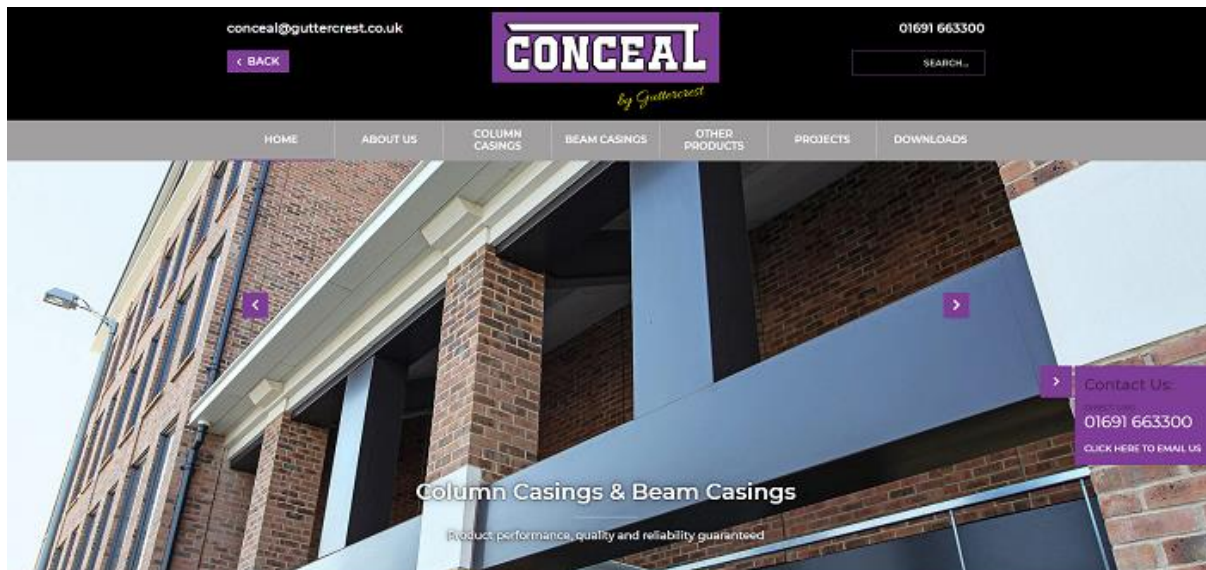 conceal@guttercrest.co.uk
CONCEAL
by Guttercrest
01691 663300
‹ BACK
SEARCH...
HOME
ABOUT US
COLUMN
CASINGS
BEAM CASINGS
OTHER
PRODUCTS
PROJECTS
DOWNLOADS
Contact Us:
01691 663300
CLICK HERE TO EMAIL US
Column Casings & Beam Casings
Product performance, quality and reliability guaranteed